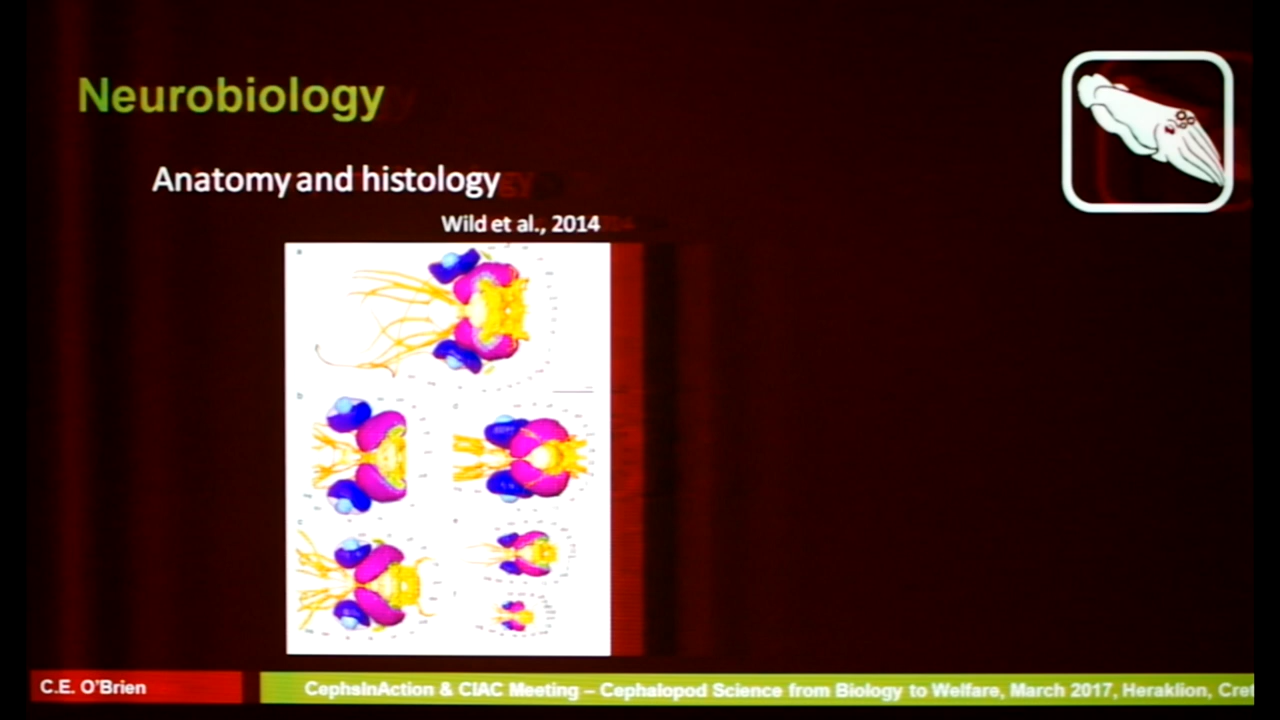 Neurobiology
Anatomy and histology
Wild et al., 2014
a
b
c
e
C.E. O'Brien
CephsInAction & CIAC Meeting – Cephalopod Science from Biology to Welfare, March 2017, Heraklion, Cret